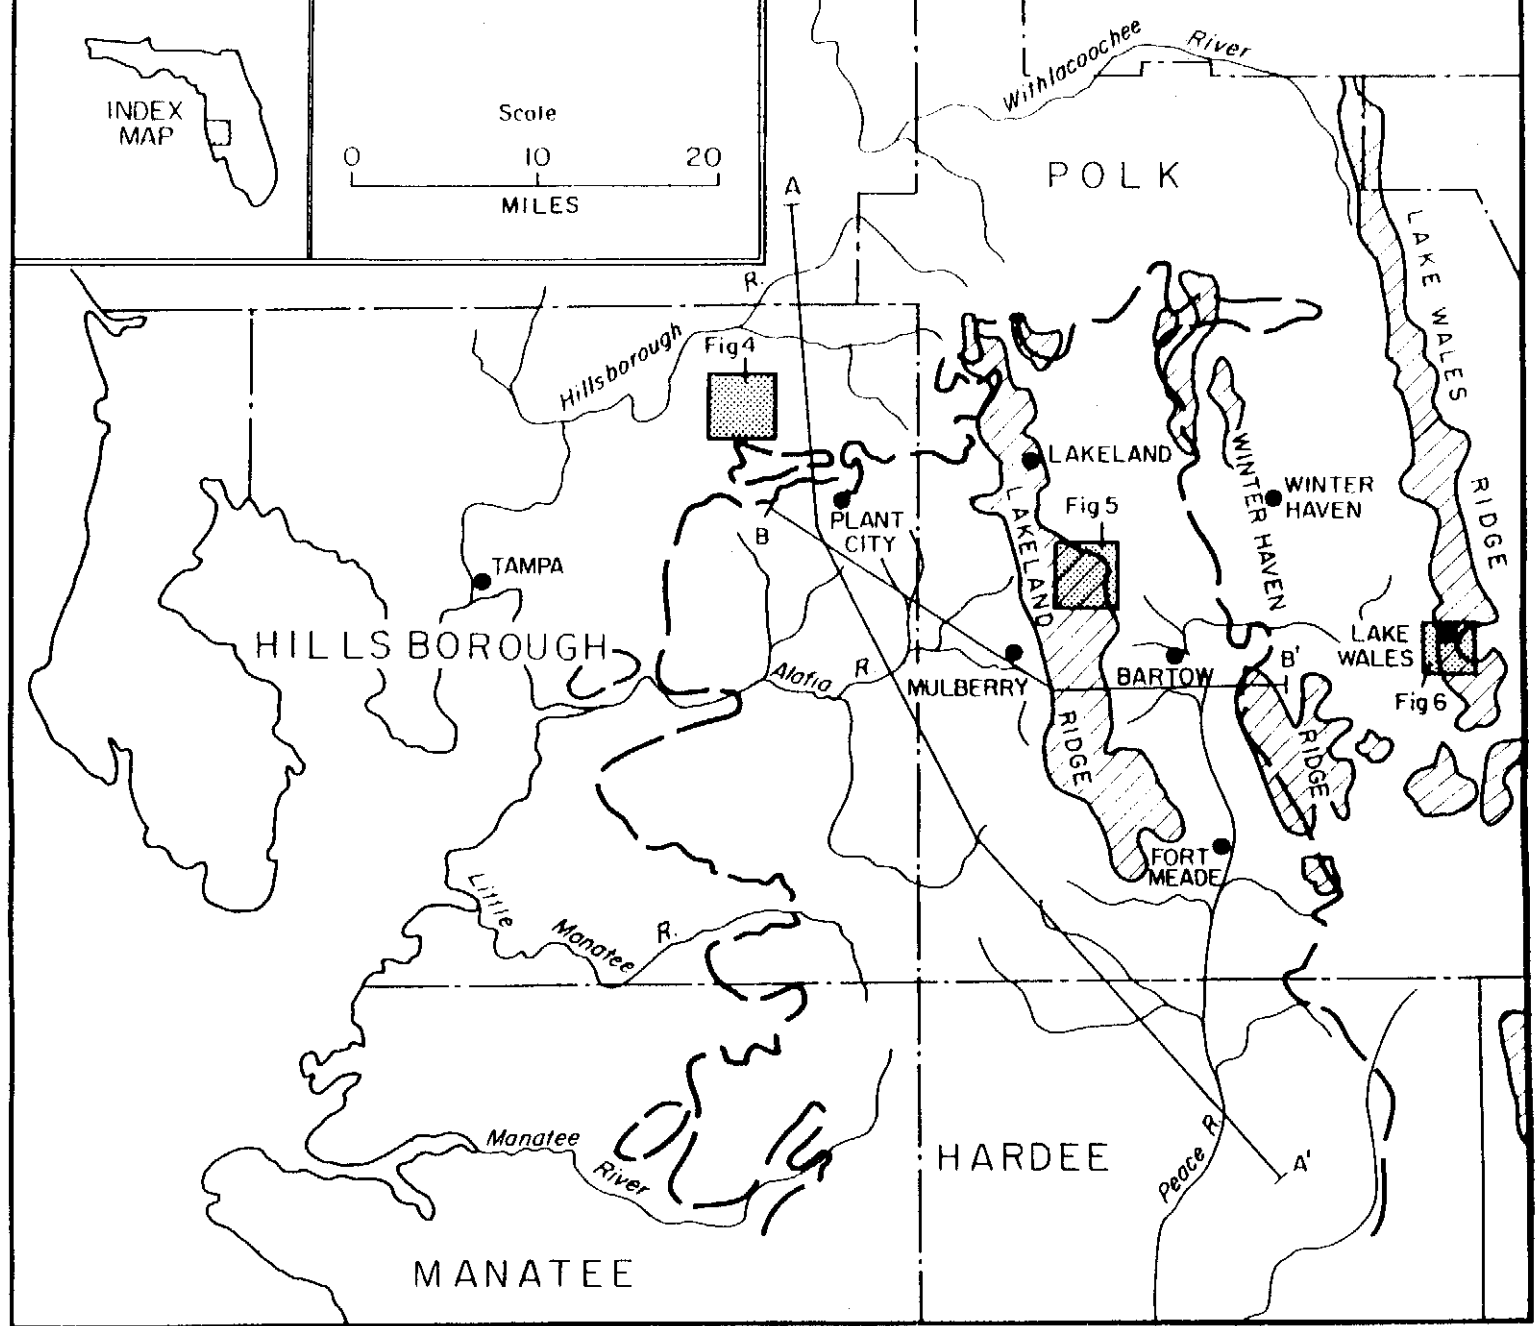 INDEX
MAP
Scale
0 10 20
MILES
Withlacoochee River
POLK
A
R.
Hillsborough
Fig 4
LAKE WALES
RIDGE
LAKELAND
WINTER HAVEN
RIDGE
WINTER
HAVEN
Fig 5
LAKELAND
RIDGE
PLANT
CITY
B
TAMPA
HILLSBOROUGH
Alafia R.
MULBERRY
BARTOW
B'
LAKE
WALES
Fig 6
FORT
MEADE
Little Manatee R.
Manatee River
HARDEE
Peace R.
A'
MANATEE